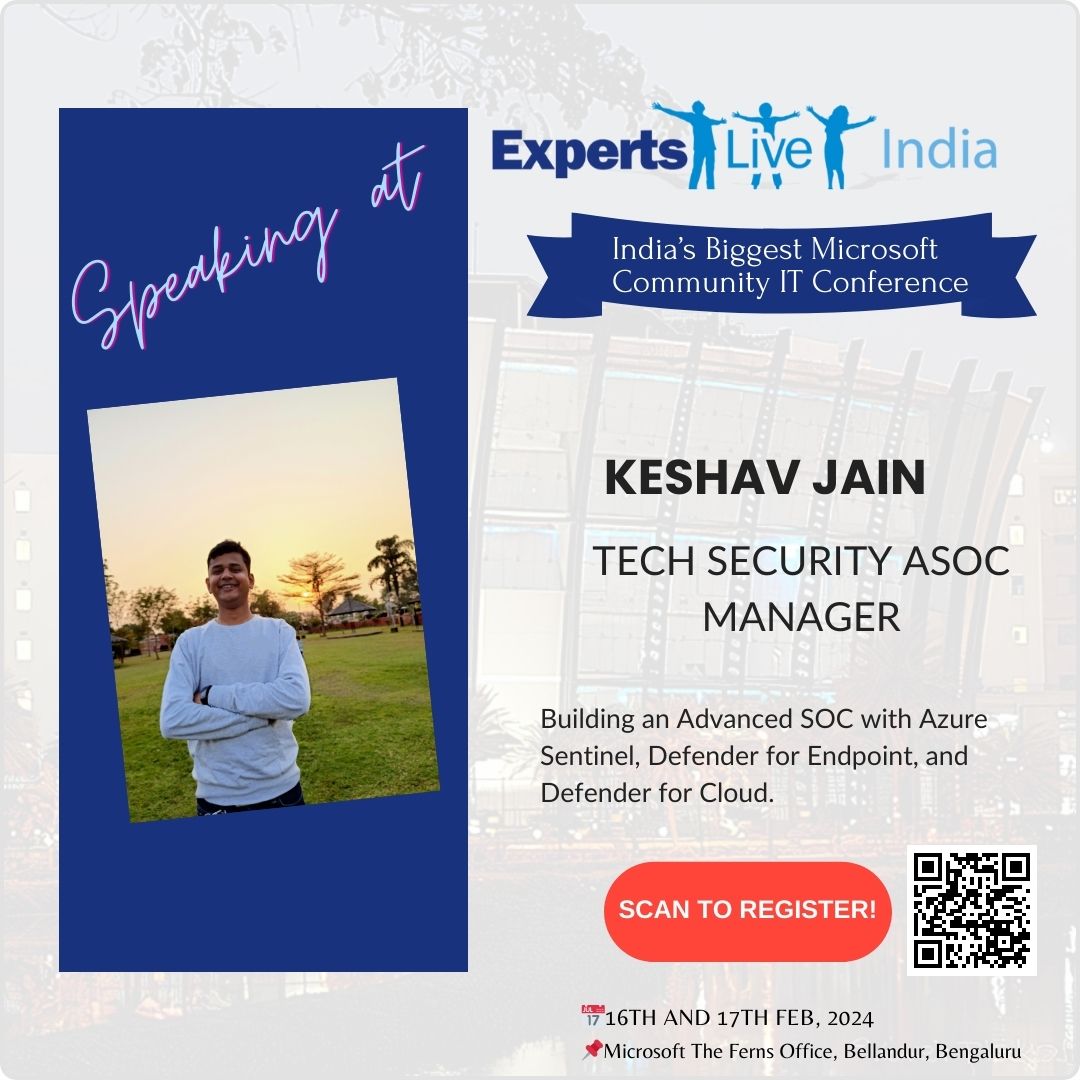 Speaking at
Experts Live India
India's Biggest Microsoft
Community IT Conference
KESHAV JAIN
TECH SECURITY ASOC
MANAGER
Building an Advanced SOC with Azure
Sentinel, Defender for Endpoint, and
Defender for Cloud.
SCAN TO REGISTER!
16TH AND 17TH FEB, 2024
Microsoft The Ferns Office, Bellandur, Bengaluru